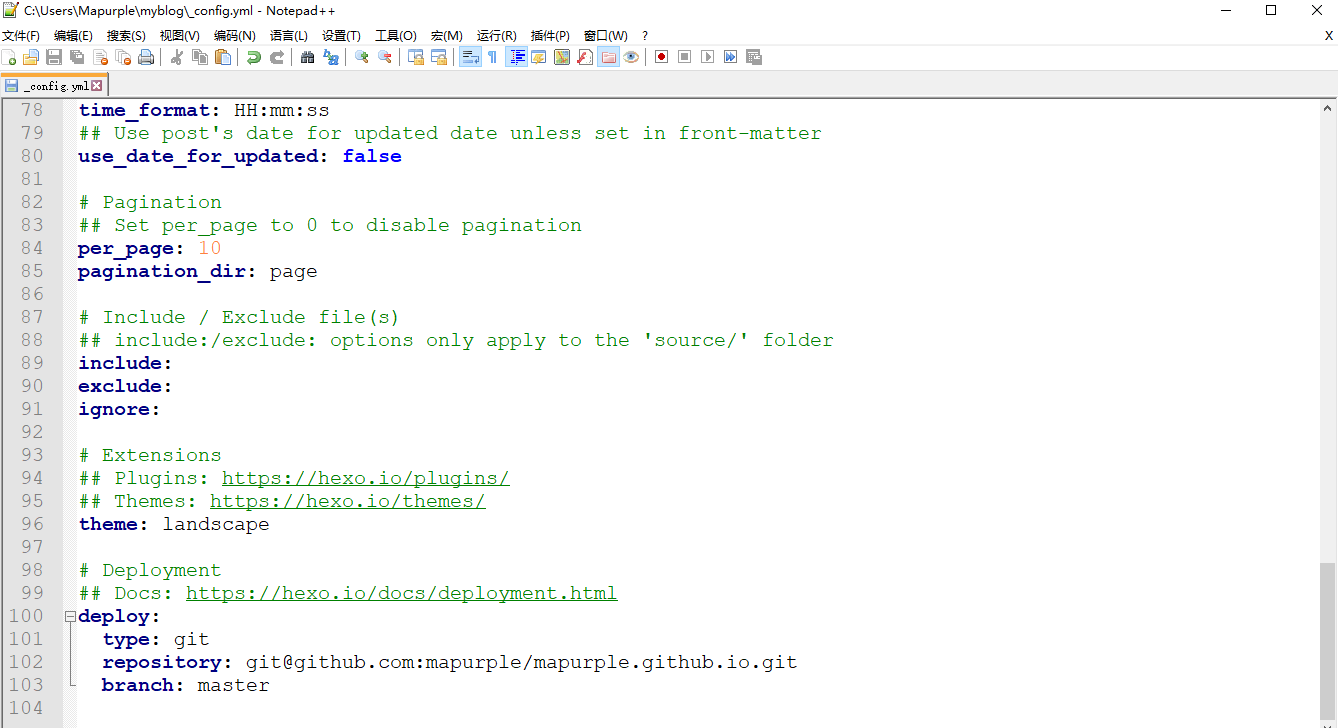 C:\Users\Mapurple\myblog\_config.yml - Notepad++
文件(F) 编辑(E) 搜索(S) 视图(V) 编码(N) 语言(L) 设置(T) 工具(O) 宏(M) 运行(R) 插件(P) 窗口(W) ? X
_config.yml
78 time_format: HH:mm:ss
79 ## Use post's date for updated date unless set in front-matter
80 use_date_for_updated: false
81
82 # Pagination
83 ## Set per_page to 0 to disable pagination
84 per_page: 10
85 pagination_dir: page
86
87 # Include / Exclude file(s)
88 ## include:/exclude: options only apply to the 'source/' folder
89 include:
90 exclude:
91 ignore:
92
93 # Extensions
94 ## Plugins: https://hexo.io/plugins/
95 ## Themes: https://hexo.io/themes/
96 theme: landscape
97
98 # Deployment
99 ## Docs: https://hexo.io/docs/deployment.html
100 deploy:
101 type: git
102 repository: git@github.com:mapurple/mapurple.github.io.git
103 branch: master
104